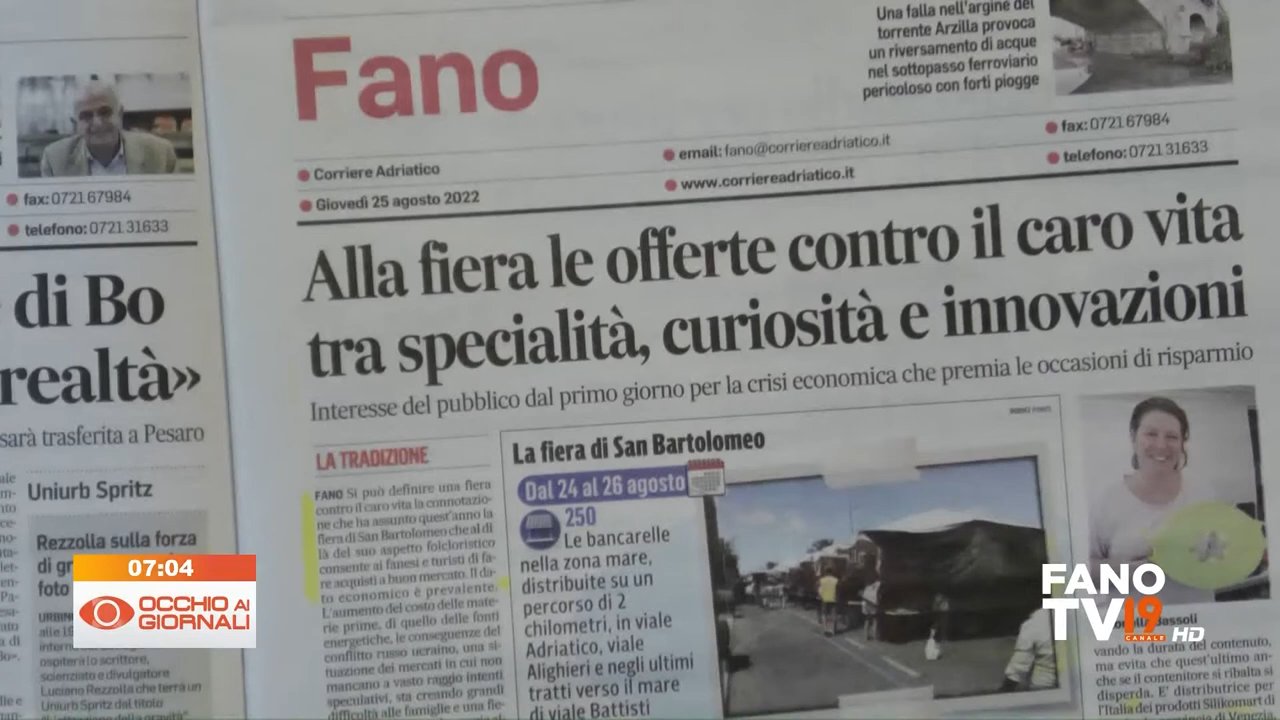 fax: 0721 67984
telefono: 0721 31633
di Bo
realtà»
sarà trasferita a Pesaro
Uniurb Spritz
Rezzolla sulla forza
di
foto
scienziato e divulgatore
Luciano Rezzolla che terrà un
Uniurb Spritz dal titolo
Fano
Una falla nell'argine del
torrente Arzilla provoca
un riversamento di acque
nel sottopasso ferroviario
pericoloso con forti piogge
Corriere Adriatico
Giovedì 25 agosto 2022
email: fano@corriereadriatico.it
www.corriereadriatico.it
fax: 0721 67984
telefono: 0721 31633
Alla fiera le offerte contro il caro vita
tra specialità, curiosità e innovazioni
Interesse del pubblico dal primo giorno per la crisi economica che premia le occasioni di risparmio
LA TRADIZIONE
FANO Si può definire una fiera
contro il caro vita la connotazio-
ne che ha assunto quest'anno la
fiera di San Bartolomeo che al di
là del suo aspetto folcloristico
consente ai fanesi e turisti di fa-
re acquisti a buon mercato. Il da-
to economico è prevalente.
L'aumento del costo delle mate-
rie prime, di quello delle fonti
energetiche, le conseguenze del
conflitto russo ucraino, una si-
tuazione dei mercati in cui non
mancano a vasto raggio intenti
speculativi, sta creando grandi
difficoltà alle famiglie e una fie-
La fiera di San Bartolomeo
Dal 24 al 26 agosto
250
Le bancarelle
nella zona mare,
distribuite su un
percorso di 2
chilometri, in viale
Adriatico, viale
Alighieri e negli ultimi
tratti verso il mare
di viale Battisti
vando la durata del contenuto,
ma evita che quest'ultimo an-
che se il contenitore si ribalta si
disperda. E' distributrice per
l'Italia dei prodotti Silikomart di
07:04
OCCHIO AI
GIORNALI
FANO
TV 19
CANALE HD